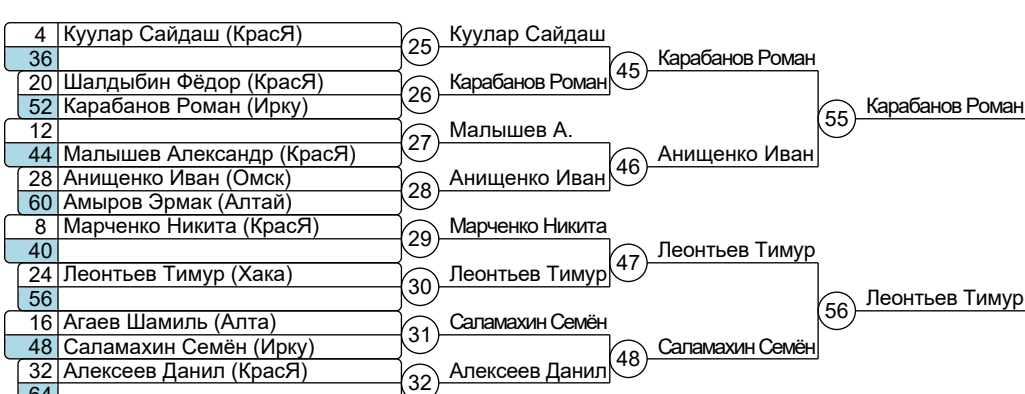 4 Куулар Сайдаш (КрасЯ) 25 Куулар Сайдаш
36 45 Карабанов Роман
20 Шалдыбин Фёдор (КрасЯ) 26 Карабанов Роман
52 Карабанов Роман (Ирку) 55 Карабанов Роман
12 27 Малышев А.
44 Малышев Александр (КрасЯ) 46 Анищенко Иван
28 Анищенко Иван (Омск) 28 Анищенко Иван
60 Амыров Эрмак (Алтай)
8 Марченко Никита (КрасЯ) 29 Марченко Никита
40 47 Леонтьев Тимур
24 Леонтьев Тимур (Хака) 30 Леонтьев Тимур
56 56 Леонтьев Тимур
16 Агаев Шамиль (Алта) 31 Саламахин Семён
48 Саламахин Семён (Ирку) 48 Саламахин Семён
32 Алексеев Данил (КрасЯ) 32 Алексеев Данил
64